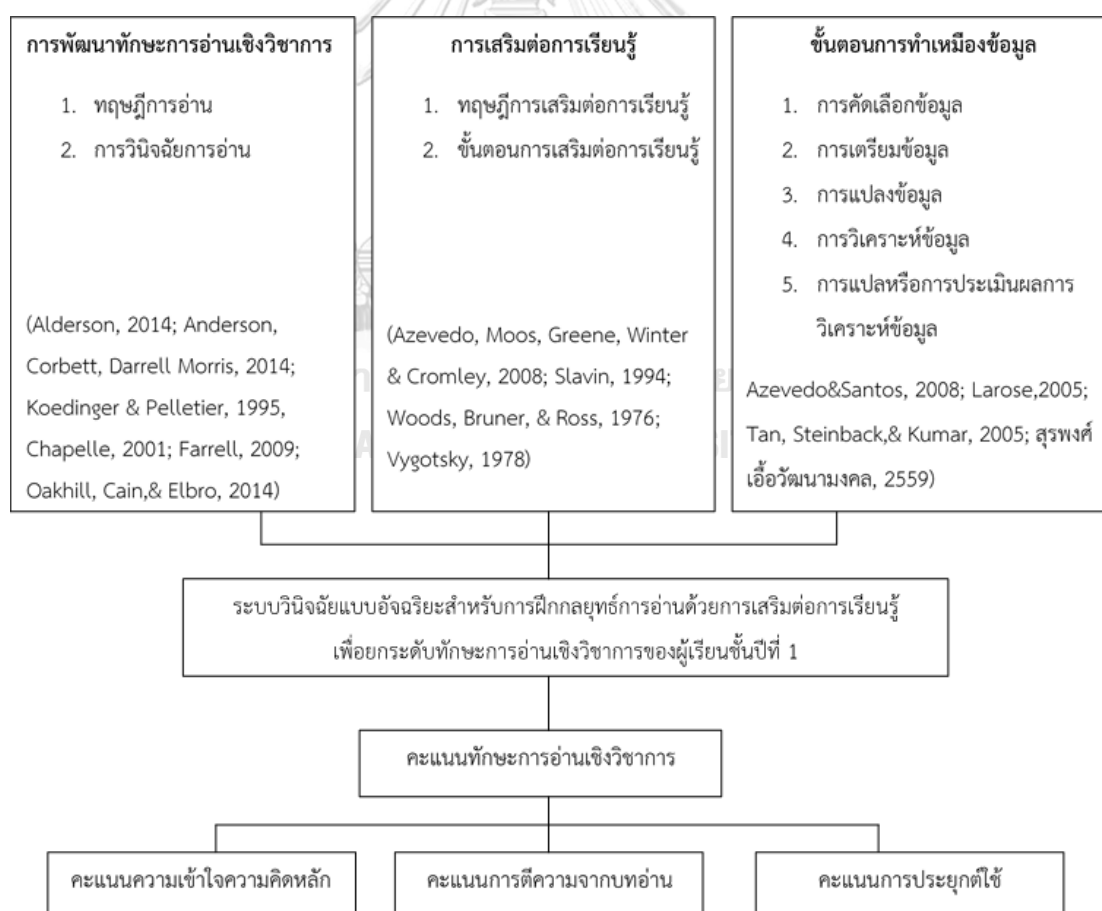 การพัฒนาทักษะการอ่านเชิงวิชาการ
1. ทฤษฎีการอ่าน
2. การวินิจฉัยการอ่าน
(Alderson, 2014; Anderson,
Corbett, Darrell Morris, 2014;
Koedinger & Pelletier, 1995,
Chapelle, 2001; Farrell, 2009;
Oakhill, Cain,& Elbro, 2014)
การเสริมต่อการเรียนรู้
1. ทฤษฎีการเสริมต่อการเรียนรู้
2. ขั้นตอนการเสริมต่อการเรียนรู้
(Azevedo, Moos, Greene, Winter
& Cromley, 2008; Slavin, 1994;
Woods, Bruner, & Ross, 1976;
Vygotsky, 1978)
ขั้นตอนการทำเหมืองข้อมูล
1. การคัดเลือกข้อมูล
2. การเตรียมข้อมูล
3. การแปลงข้อมูล
4. การวิเคราะห์ข้อมูล
5. การแปลหรือการประเมินผลการ
วิเคราะห์ข้อมูล
Azevedo&Santos, 2008; Larose,2005;
Tan, Steinback,& Kumar, 2005; สุรพงศ์
เอื้อวัฒนามงคล, 2559)
ระบบวินิจฉัยแบบอัจฉริยะสำหรับการฝึกกลยุทธ์การอ่านด้วยการเสริมต่อการเรียนรู้
เพื่อยกระดับทักษะการอ่านเชิงวิชาการของผู้เรียนชั้นปีที่ 1
คะแนนทักษะการอ่านเชิงวิชาการ
คะแนนความเข้าใจความคิดหลัก
คะแนนการตีความจากบทอ่าน
คะแนนการประยุกต์ใช้